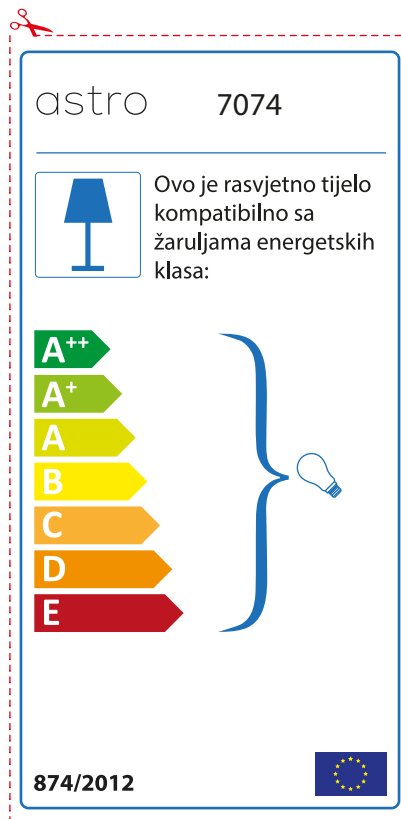 astro 7074
Ovo je rasvjetno tijelo
kompatibilno sa
žaruljama energetskih
klasa:
A++
A+
A
B
C
D
E
874/2012